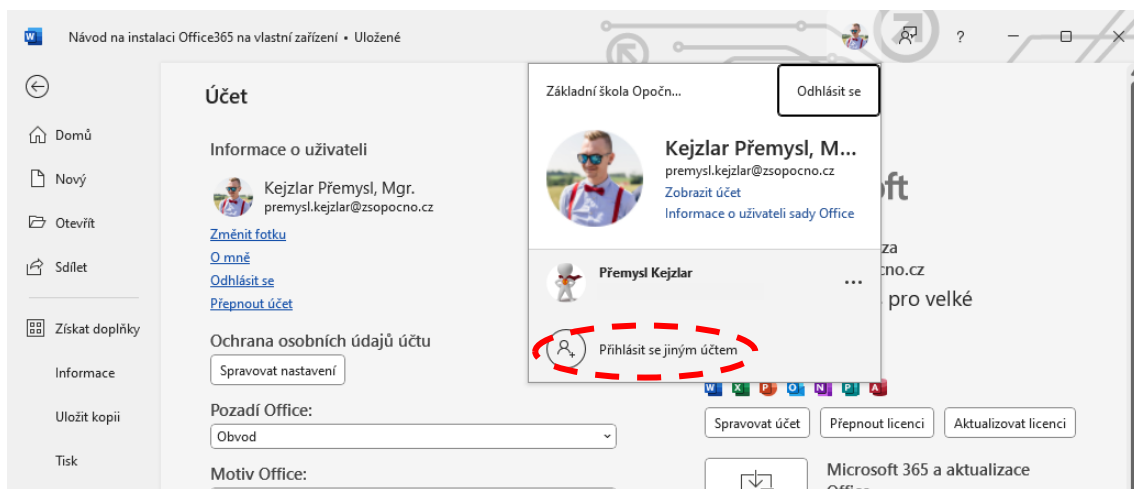 Návod na instalaci Office365 na vlastní zařízení • Uložené
?
Domů
Nový
Otevřít
Sdílet
Získat doplňky
Informace
Uložit kopii
Tisk
Účet
Informace o uživateli
Kejzlar Přemysl, Mgr.
premysl.kejzlar@zsopocno.cz
Změnit fotku
O mně
Odhlásit se
Přepnout účet
Ochrana osobních údajů účtu
Spravovat nastavení
Pozadí Office:
Obvod
Motiv Office:
Základní škola Opočn...
Odhlásit se
Kejzlar Přemysl, M...
premysl.kejzlar@zsopocno.cz
Zobrazit účet
Informace o uživateli sady Office
Přemysl Kejzlar
Přihlásit se jiným účtem
pro velké
Spravovat účet
Přepnout licenci
Aktualizovat licenci
Microsoft 365 a aktualizace